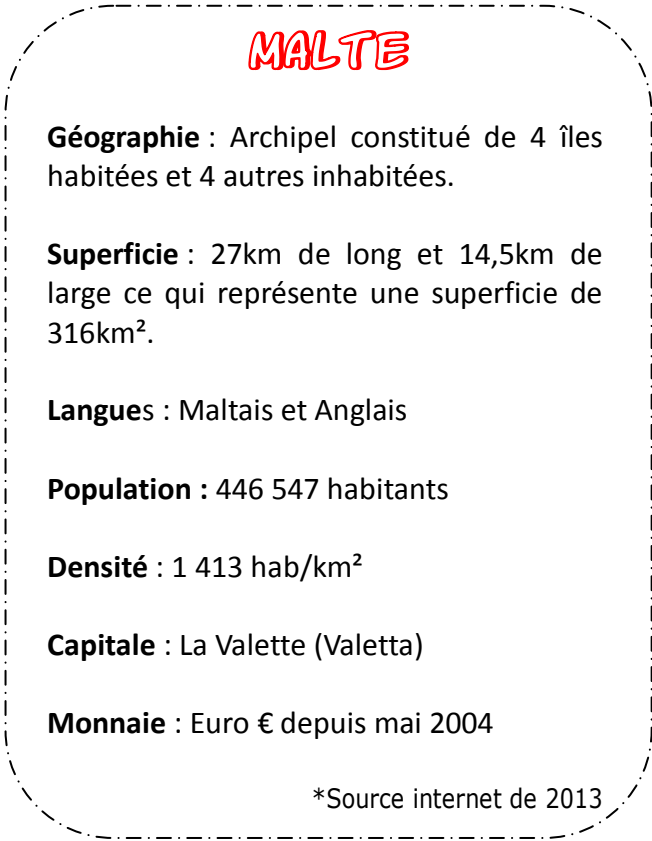 MALTE
Géographie : Archipel constitué de 4 îles
habitées et 4 autres inhabitées.
Superficie : 27km de long et 14,5km de
large ce qui représente une superficie de
316km².
Langues : Maltais et Anglais
Population : 446 547 habitants
Densité : 1 413 hab/km²
Capitale : La Valette (Valetta)
Monnaie : Euro € depuis mai 2004
*Source internet de 2013